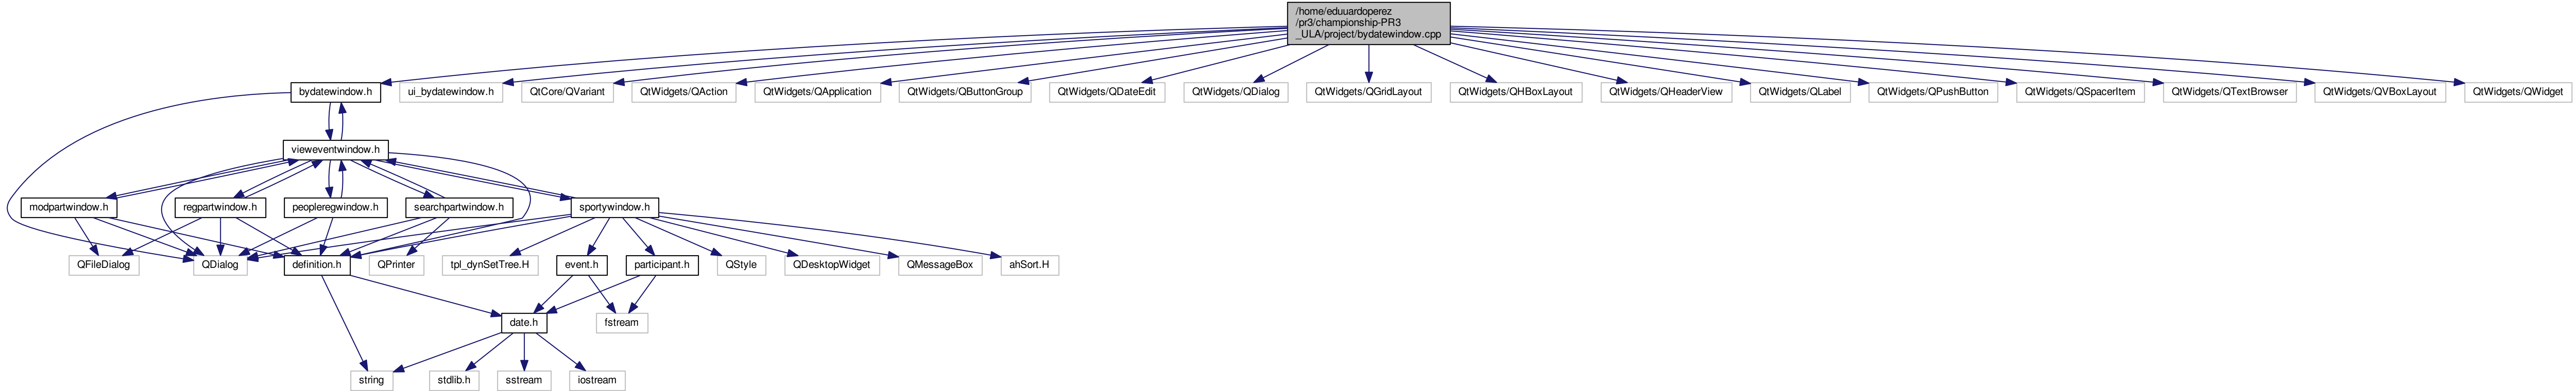 /home/eduuardoperez
/pr3/championship-PR3
_ULA/project/bydatewindow.cpp
bydatewindow.h
ui_bydatewindow.h
QtCore/QVariant
QtWidgets/QAction
QtWidgets/QApplication
QtWidgets/QButtonGroup
QtWidgets/QDateEdit
QtWidgets/QDialog
QtWidgets/QGridLayout
QtWidgets/QHBoxLayout
QtWidgets/QHeaderView
QtWidgets/QLabel
QtWidgets/QPushButton
QtWidgets/QSpacerItem
QtWidgets/QTextBrowser
QtWidgets/QVBoxLayout
QtWidgets/QWidget
vieweventwindow.h
modpartwindow.h
regpartwindow.h
peopleregwindow.h
searchpartwindow.h
sportywindow.h
QFileDialog
QDialog
definition.h
QPrinter
tpl_dynSetTree.H
event.h
participant.h
QStyle
QDesktopWidget
QMessageBox
ahSort.H
date.h
fstream
string
stdlib.h
sstream
iostream